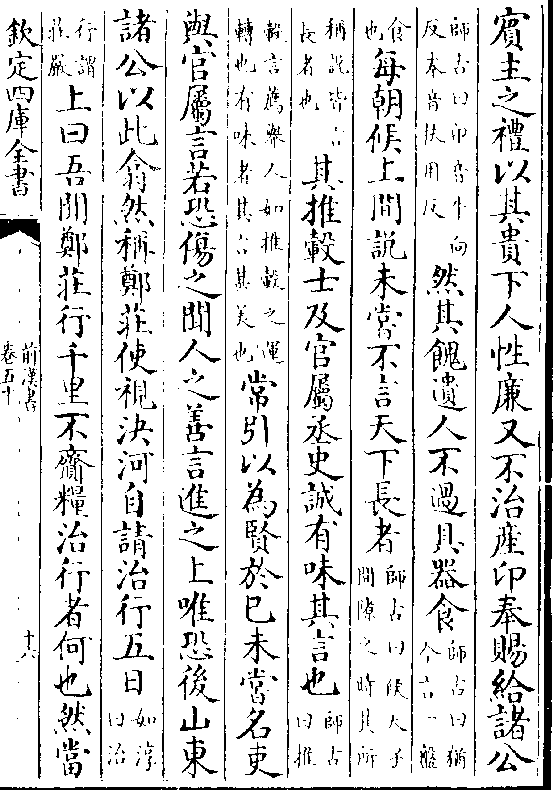 賓主之禮以其貴下人性廉又不治產卬奉賜給諸公
師古曰卬音牛向
反奉音扶用反
然其餽遺人不過具器食
師古曰猶
今言一盤
食
也
每朝候上間說未嘗不言天下長者
師古曰候天子
間隙之時其所
稱說皆言
長者也
其推轂士及官屬丞史誠有味其言也
師古
曰推
轂言薦舉人如推轂之運
轉也有味者其言甚美也
常引以為賢於己未嘗名吏
與官屬言若恐傷之聞人之善言進之上唯恐後山東
諸公以此翕然稱鄭莊使視決河自請治行五日
如淳
曰治
行謂
莊嚴
上曰吾聞鄭莊行千里不齎糧治行者何也然當
欽定四庫全書
前漢書
卷五十
十六